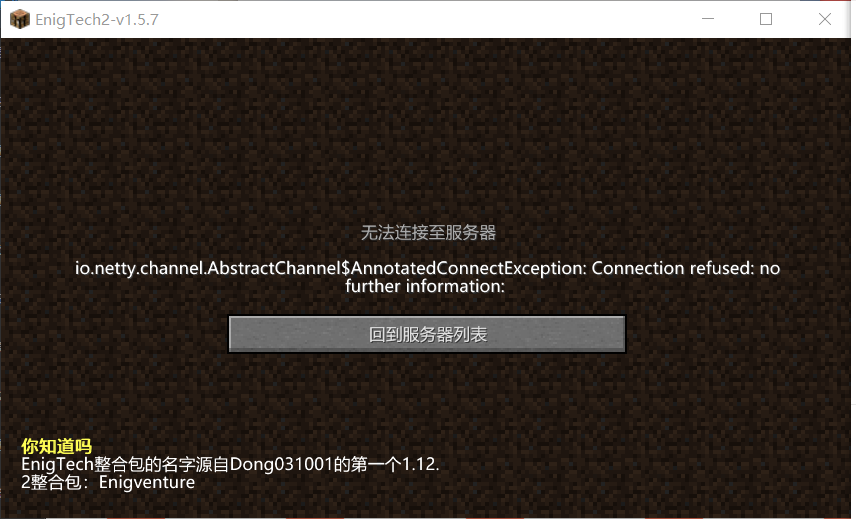 EnigTech2-v1.5.7
无法连接至服务器
io.netty.channel.AbstractChannel$AnnotatedConnectException: Connection refused: no
further information:
回到服务器列表
你知道吗
EnigTech整合包的名字源自Dong031001的第一个1.12.
2整合包：Enigventure